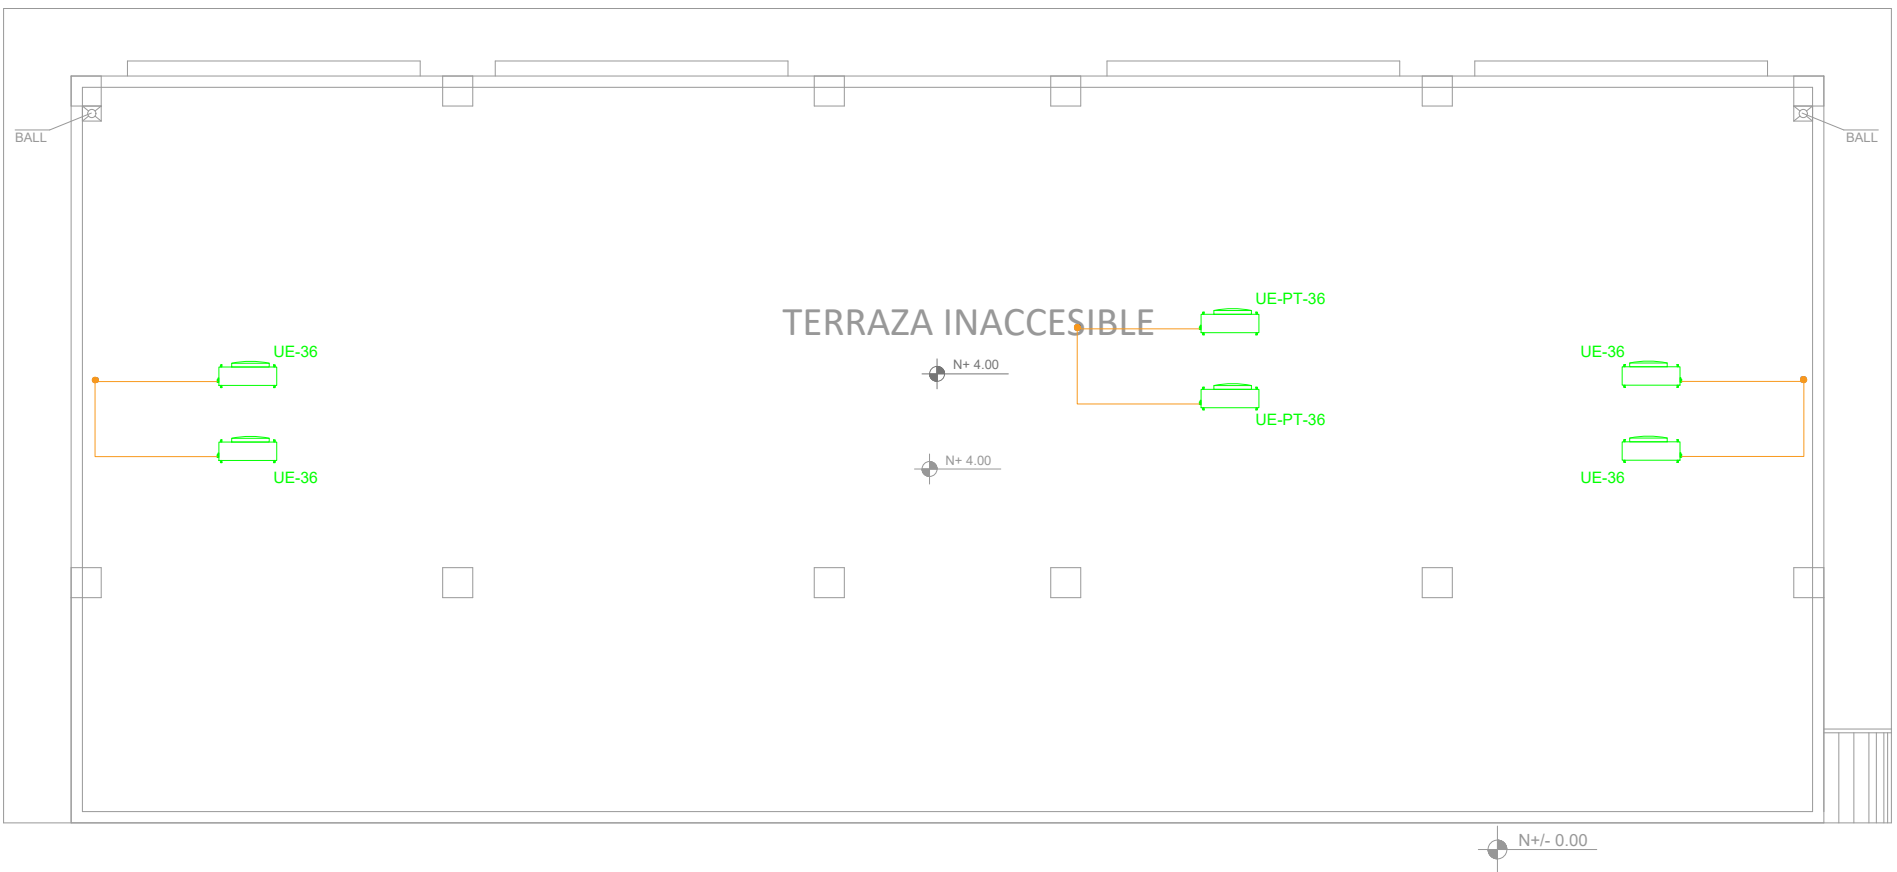 BALL
BALL
UE-PT-36
TERRAZA INACCESIBLE
UE-36
UE-36
N+ 4.00
UE-PT-36
N+ 4.00
UE-36
UE-36
N+/- 0.00